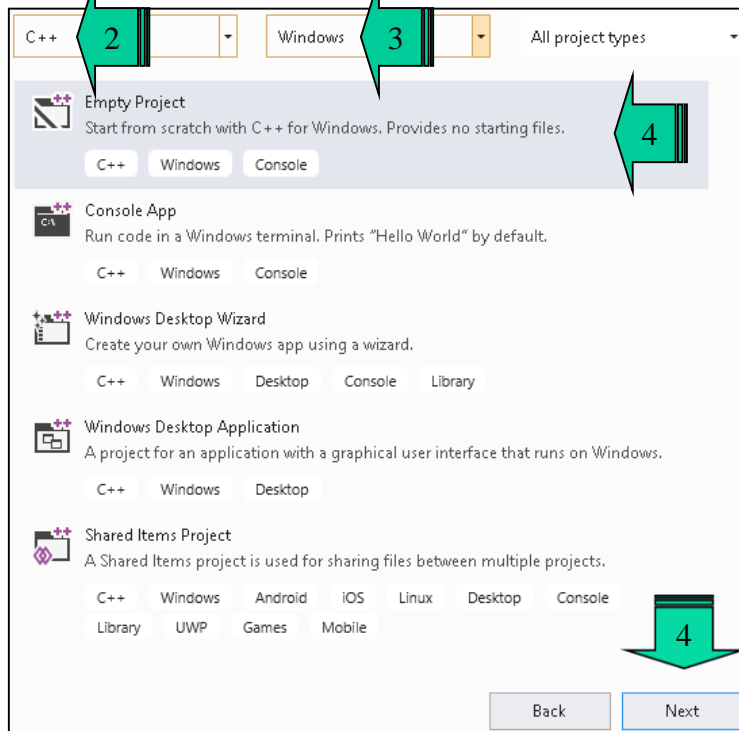 C++ 2 Windows 3 All project types
Empty Project
Start from scratch with C++ for Windows. Provides no starting files.
4
C++ Windows Console
Console App
Run code in a Windows terminal. Prints "Hello World" by default.
C++ Windows Console
Windows Desktop Wizard
Create your own Windows app using a wizard.
C++ Windows Desktop Console Library
Windows Desktop Application
A project for an application with a graphical user interface that runs on Windows.
C++ Windows Desktop
Shared Items Project
A Shared Items project is used for sharing files between multiple projects.
C++ Windows Android iOS Linux Desktop Console
Library UWP Games Mobile
4
Back Next